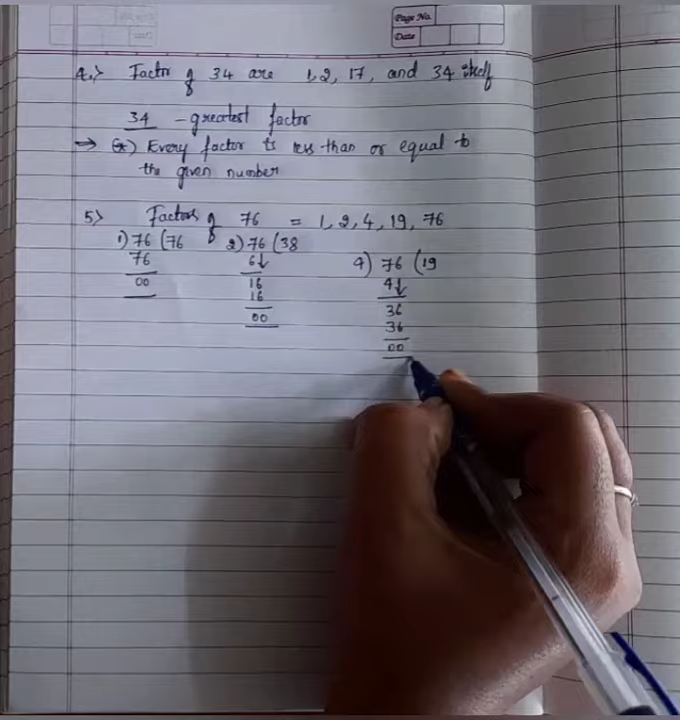 Page No.
Date
4.> Factor of 34 are 1, 2, 17, and 34 itself
34 - greatest factor
→ (*) Every factor is less than or equal to
the given number
5> Factors of 76 = 1, 2, 4, 19, 76
1) 76 (76
76
00
2) 76 (38
6↓
16
16
00
4) 76 (19
4↓
36
36
00